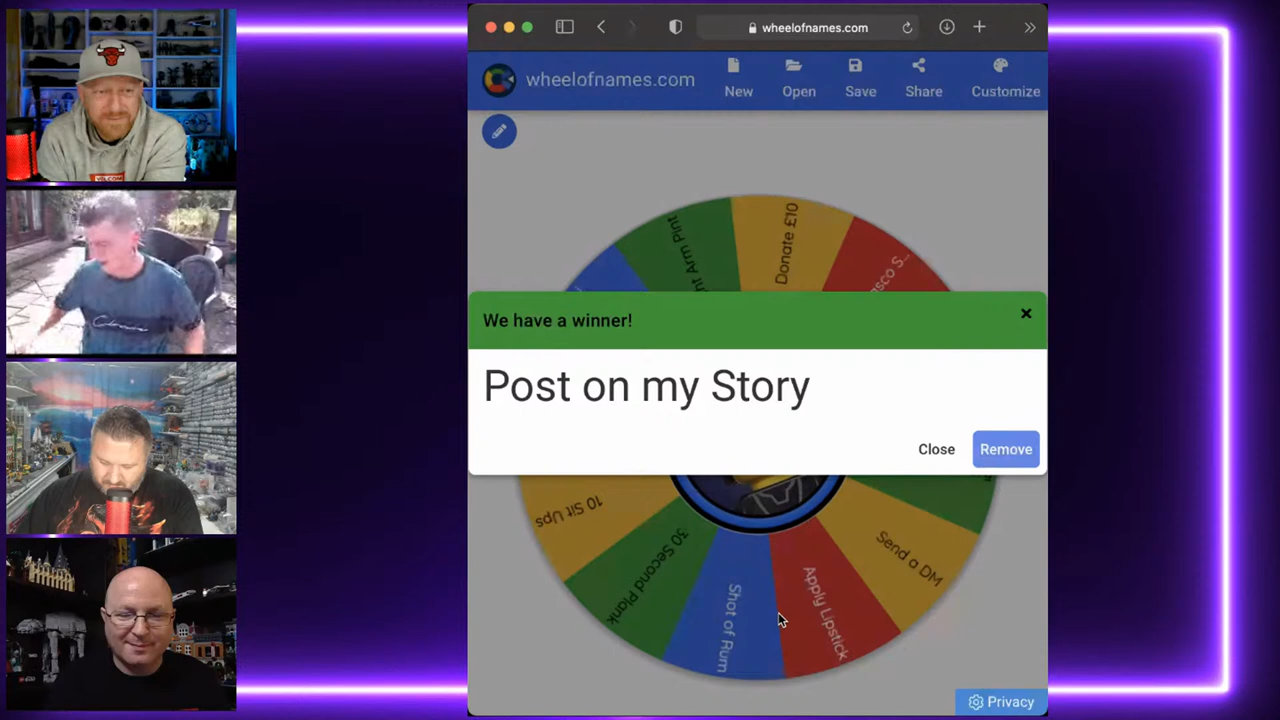 wheelofnames.com
wheelofnames.com
New
Open
Save
Share
Customize
Donate £10
We have a winner!
Post on my Story
Close
Remove
10 Sit Ups
30 Second Plank
Shot of Rum
Apply Lipstick
Send a DM
Privacy
VOLCOM